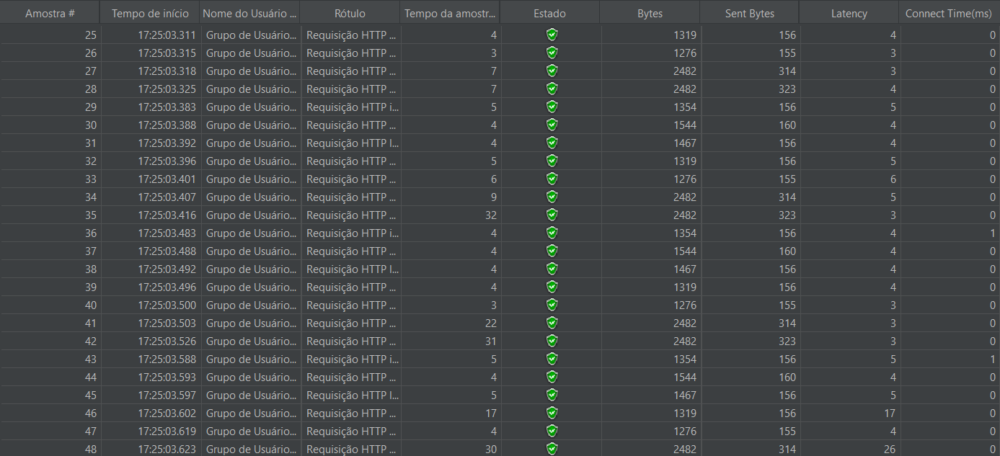 Amostra # Tempo de início Nome do Usuário ... Rótulo Tempo da amostr... Estado Bytes Sent Bytes Latency Connect Time(ms)
25 17:25:03.311 Grupo de Usuário... Requisição HTTP ... 4 1319 156 4 0
26 17:25:03.315 Grupo de Usuário... Requisição HTTP ... 3 1276 155 3 0
27 17:25:03.318 Grupo de Usuário... Requisição HTTP ... 7 2482 314 3 0
28 17:25:03.325 Grupo de Usuário... Requisição HTTP ... 7 2482 323 4 0
29 17:25:03.383 Grupo de Usuário... Requisição HTTP i... 5 1354 156 5 0
30 17:25:03.388 Grupo de Usuário... Requisição HTTP ... 4 1544 160 4 0
31 17:25:03.392 Grupo de Usuário... Requisição HTTP l... 4 1467 156 4 0
32 17:25:03.396 Grupo de Usuário... Requisição HTTP ... 5 1319 156 5 0
33 17:25:03.401 Grupo de Usuário... Requisição HTTP ... 6 1276 155 6 0
34 17:25:03.407 Grupo de Usuário... Requisição HTTP ... 9 2482 314 5 0
35 17:25:03.416 Grupo de Usuário... Requisição HTTP ... 32 2482 323 3 0
36 17:25:03.483 Grupo de Usuário... Requisição HTTP i... 4 1354 156 4 1
37 17:25:03.488 Grupo de Usuário... Requisição HTTP ... 4 1544 160 4 0
38 17:25:03.492 Grupo de Usuário... Requisição HTTP l... 4 1467 156 4 0
39 17:25:03.496 Grupo de Usuário... Requisição HTTP ... 4 1319 156 4 0
40 17:25:03.500 Grupo de Usuário... Requisição HTTP ... 3 1276 155 3 0
41 17:25:03.503 Grupo de Usuário... Requisição HTTP ... 22 2482 314 3 0
42 17:25:03.526 Grupo de Usuário... Requisição HTTP ... 31 2482 323 3 0
43 17:25:03.588 Grupo de Usuário... Requisição HTTP i... 5 1354 156 5 1
44 17:25:03.593 Grupo de Usuário... Requisição HTTP ... 4 1544 160 4 0
45 17:25:03.597 Grupo de Usuário... Requisição HTTP l... 5 1467 156 5 0
46 17:25:03.602 Grupo de Usuário... Requisição HTTP ... 17 1319 156 17 0
47 17:25:03.619 Grupo de Usuário... Requisição HTTP ... 4 1276 155 4 0
48 17:25:03.623 Grupo de Usuário... Requisição HTTP ... 30 2482 314 26 0